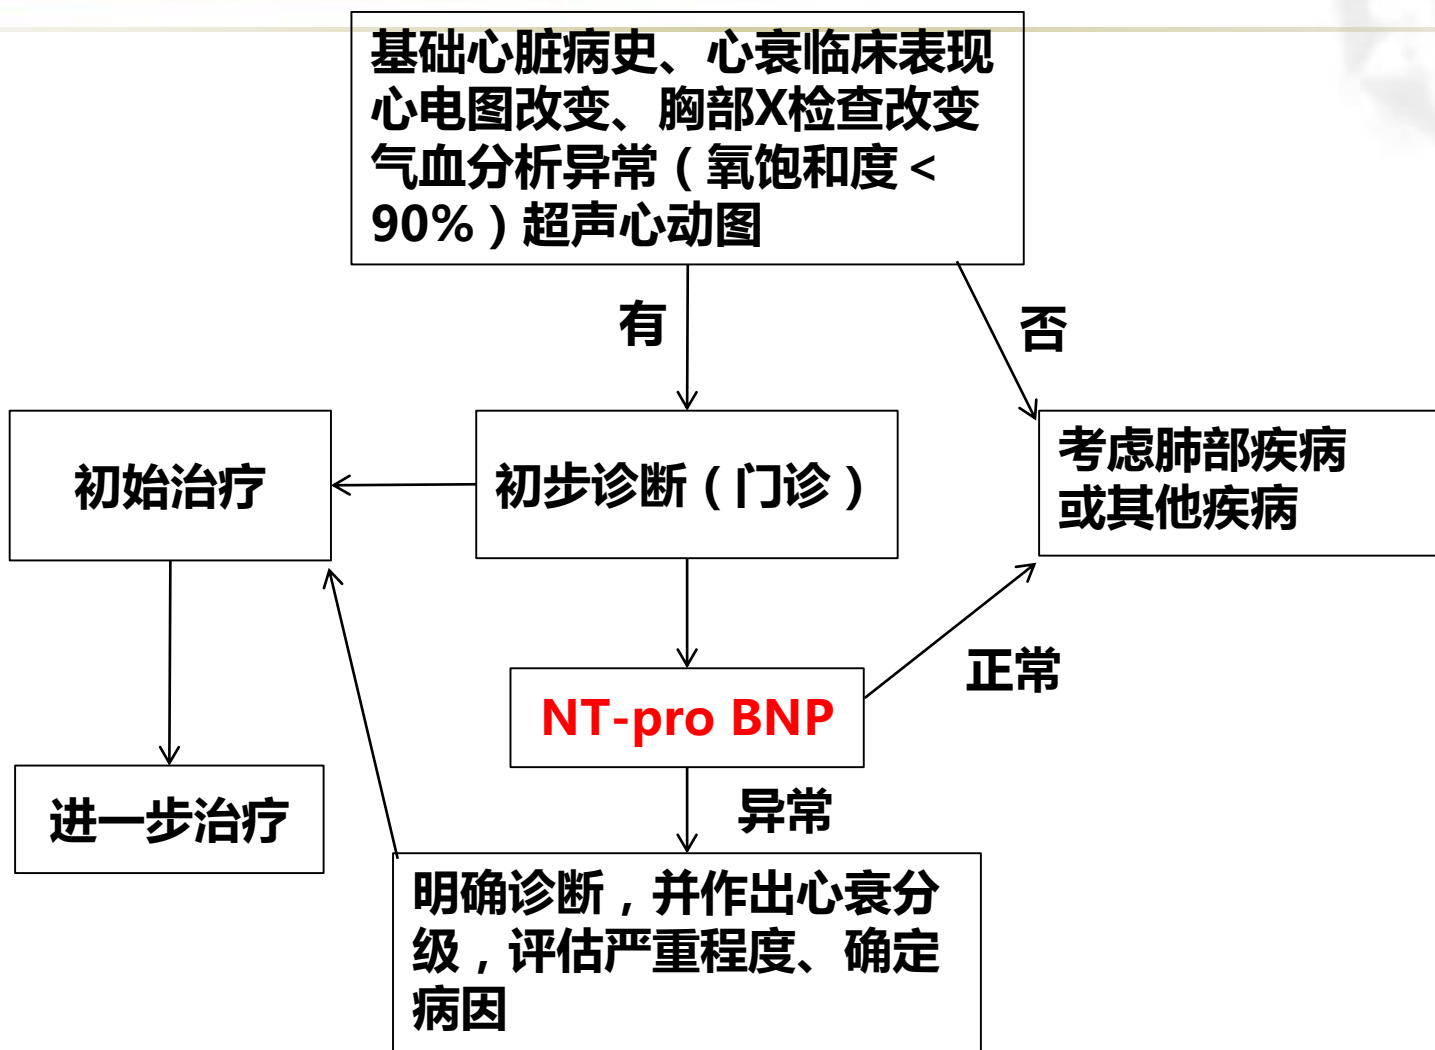 基础心脏病史、心衰临床表现
心电图改变、胸部X检查改变
气血分析异常（氧饱和度＜
90%）超声心动图
有
否
初始治疗
初步诊断（门诊）
考虑肺部疾病
或其他疾病
正常
NT-pro BNP
进一步治疗
异常
明确诊断，并作出心衰分
级，评估严重程度、确定
病因